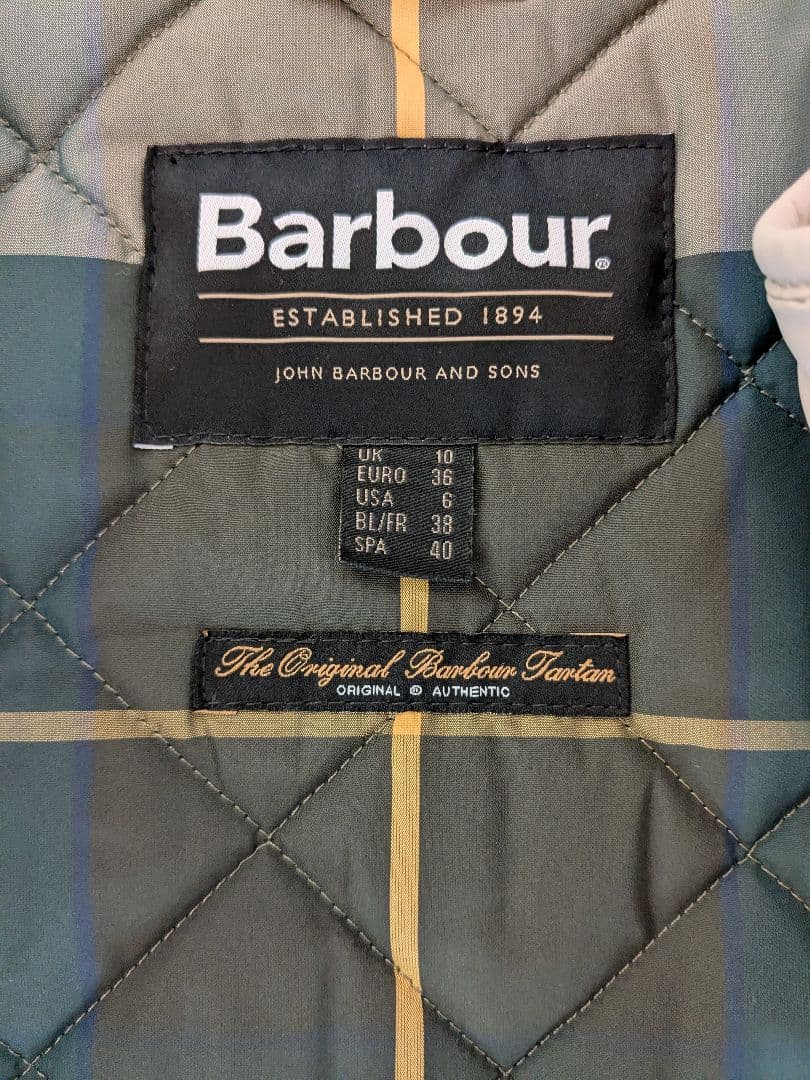 Barbour®
ESTABLISHED 1894
JOHN BARBOUR AND SONS
UK 10
EURO 36
USA 6
BL/FR 38
SPA 40
The Original Barbour Tartan
ORIGINAL ® AUTHENTIC